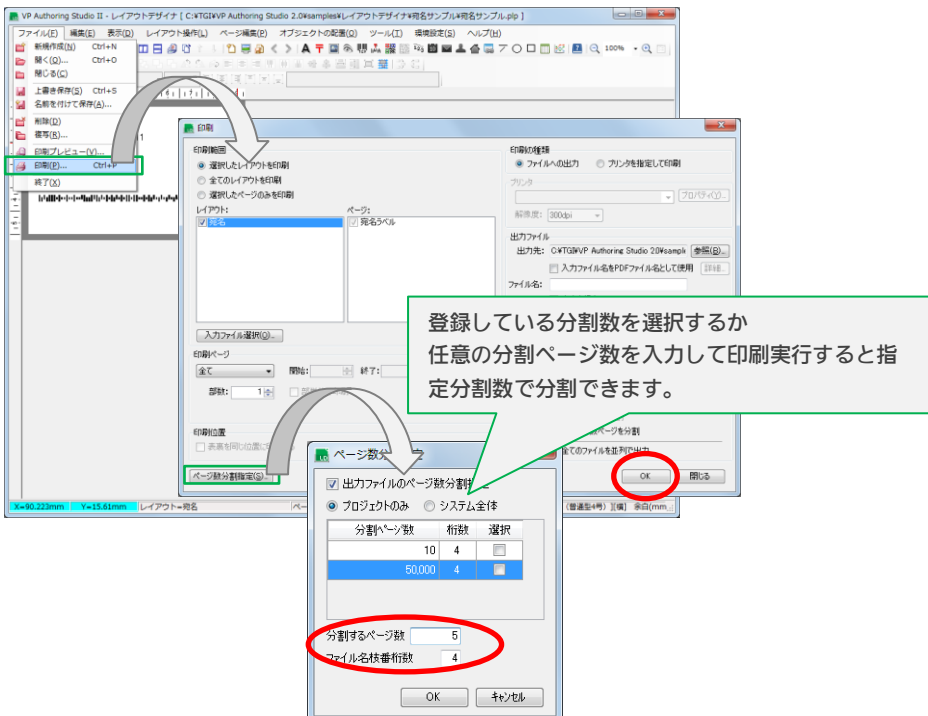 VP Authoring Studio II - レイアウトデザイナ [ C:¥TGI¥VP Authoring Studio 2.0¥samples¥レイアウトデザイナ¥宛名サンプル¥宛名サンプル.plp ]
ファイル(F) 編集(E) 表示(D) レイアウト操作(L) ページ編集(P) オブジェクトの配置(O) ツール(T) 環境設定(S) ヘルプ(H)
新規作成(N) Ctrl+N
100%
開く(O)... Ctrl+O
閉じる(C)
上書き保存(S) Ctrl+S
名前を付けて保存(A)...
削除(D)
複写(R)...
印刷プレビュー(V)...
印刷(P)... Ctrl+P
終了(X)
印刷
印刷範囲
選択したレイアウトを印刷
全てのレイアウトを印刷
選択したページのみを印刷
レイアウト: ページ:
宛名 宛名ラベル
入力ファイル選択(I)...
印刷ページ
全て 開始: 終了:
部数: 1
印刷位置
表裏を同じ位置に
ページ数分割指定(S)...
印刷の種類
ファイルへの出力 プリンタを指定して印刷
プリンタ
プロパティ(Y)...
解像度: 300dpi
出力ファイル
出力先: C:¥TGI¥VP Authoring Studio 2.0¥sampl 参照(B)...
入力ファイル名をPDFファイル名として使用 詳細...
ファイル名:
登録している分割数を選択するか
任意の分割ページ数を入力して印刷実行すると指
定分割数で分割できます。
ページを分割
全てのファイルを並列で出力
OK 閉じる
ページ数分
出力ファイルのページ数分割指定
プロジェクトのみ システム全体
分割ページ数 桁数 選択
10 4
50,000 4
分割するページ数 5
ファイル名枝番桁数 4
OK キャンセル
X=90.223mm Y=15.61mm レイアウト=宛名 (普通型4号) ][横] 余白(mm